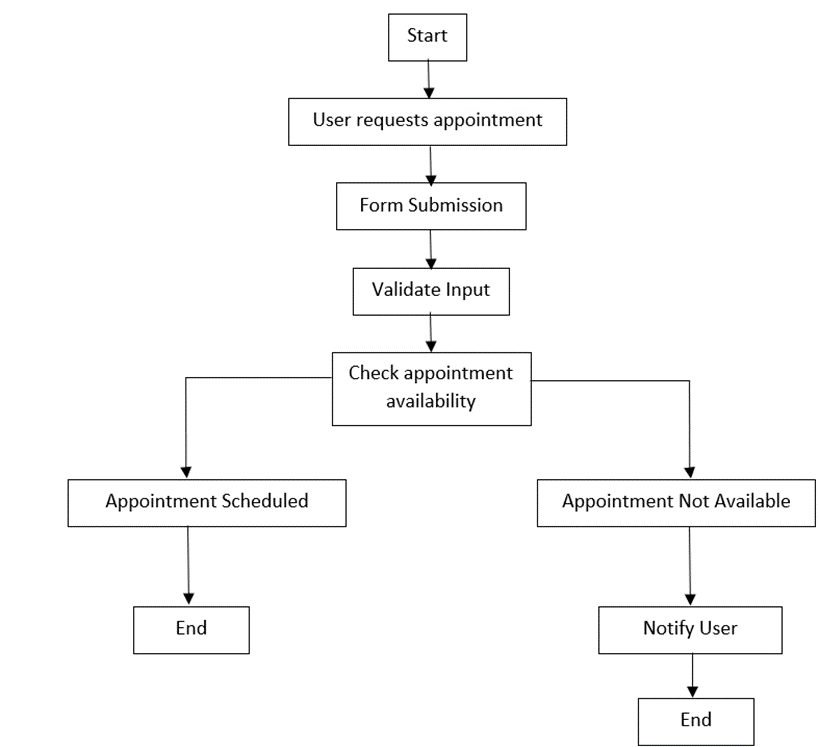 Start
User requests appointment
Form Submission
Validate Input
Check appointment
availability
Appointment Scheduled
Appointment Not Available
End
Notify User
End